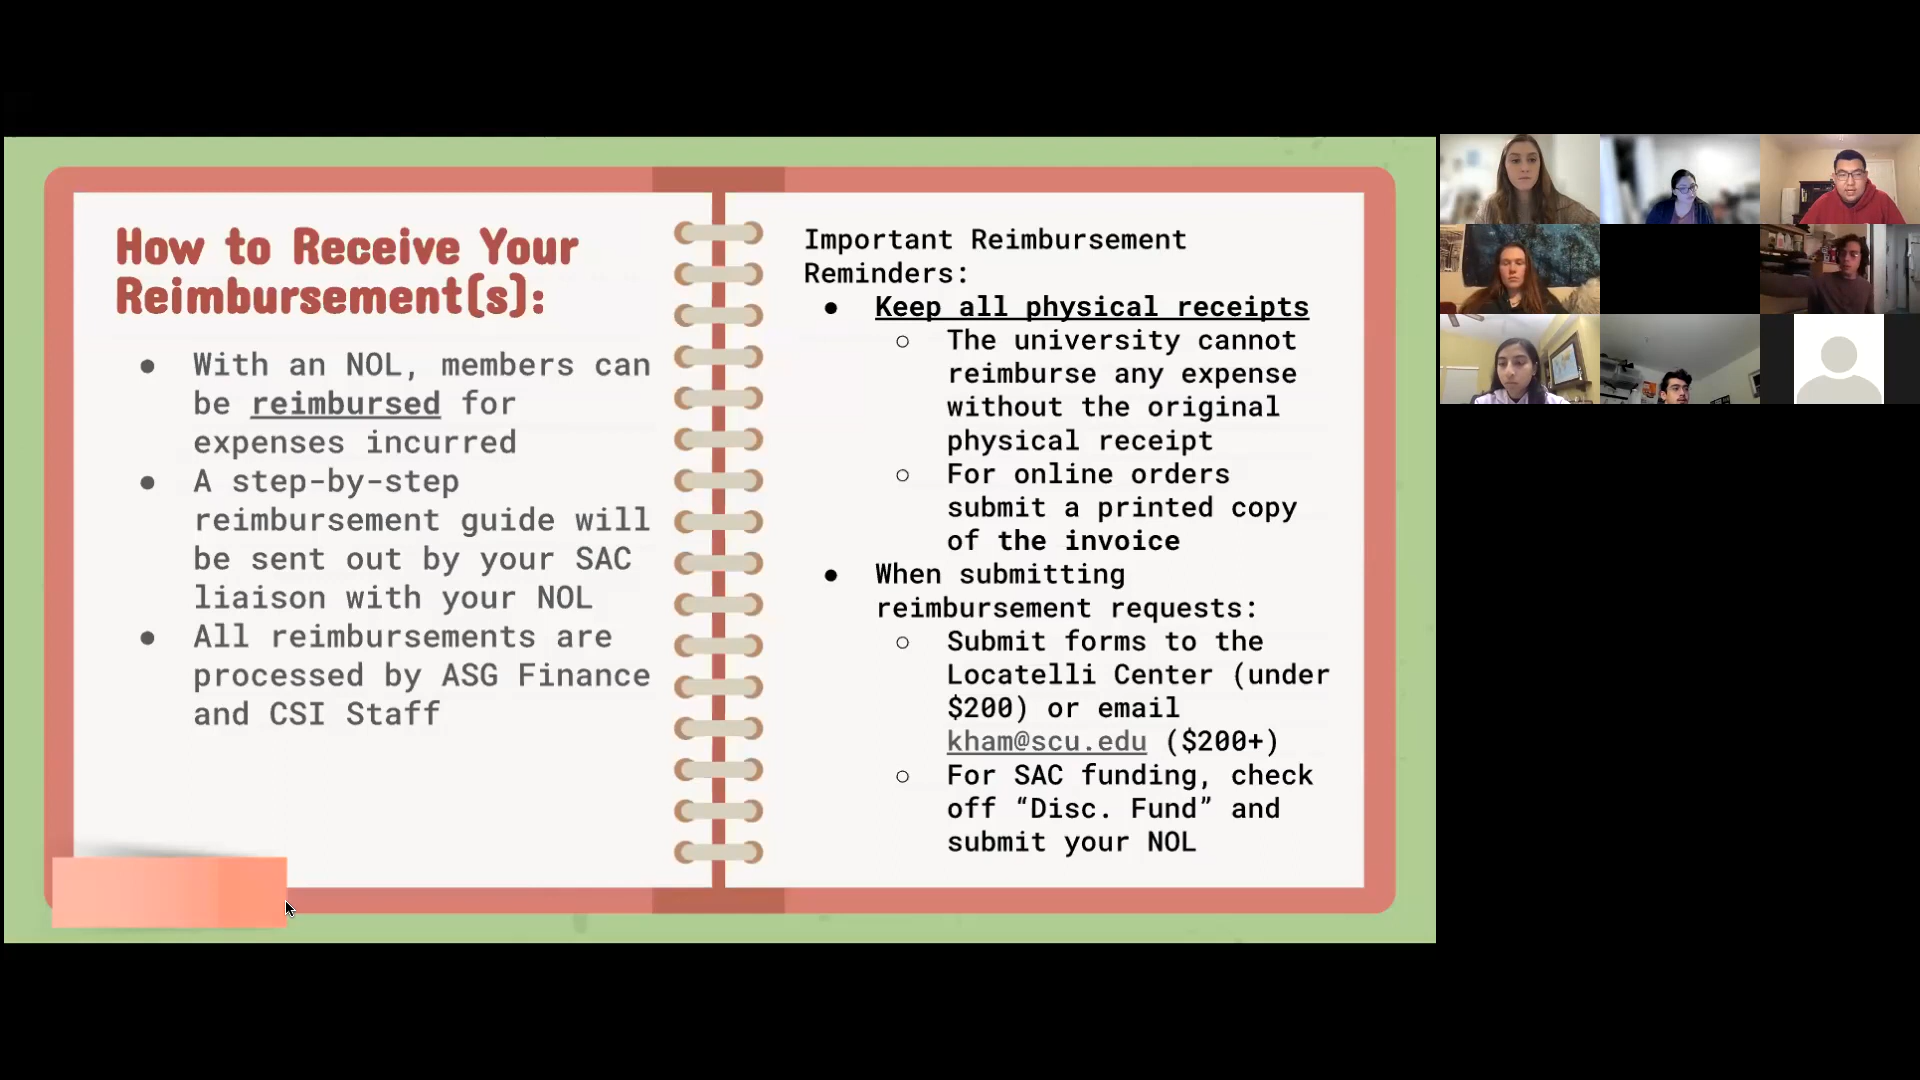 How to Receive Your
Reimbursement(s):
● With an NOL, members can
be reimbursed for
expenses incurred
● A step-by-step
reimbursement guide will
be sent out by your SAC
liaison with your NOL
● All reimbursements are
processed by ASG Finance
and CSI Staff
Important Reimbursement
Reminders:
● Keep all physical receipts
○ The university cannot
reimburse any expense
without the original
physical receipt
○ For online orders
submit a printed copy
of the invoice
● When submitting
reimbursement requests:
○ Submit forms to the
Locatelli Center (under
$200) or email
kham@scu.edu ($200+)
○ For SAC funding, check
off “Disc. Fund” and
submit your NOL